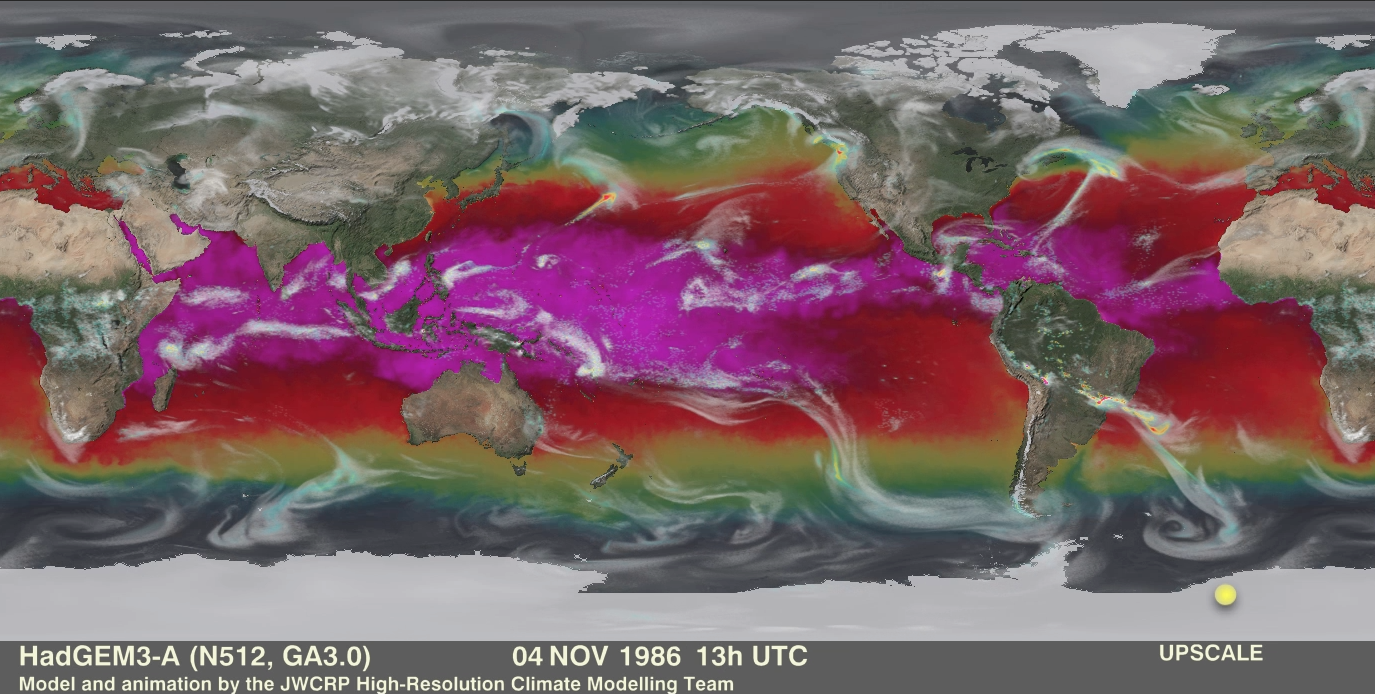 HadGEM3-A (N512, GA3.0) 04 NOV 1986 13h UTC UPSCALE
Model and animation by the JWCRP High-Resolution Climate Modelling Team